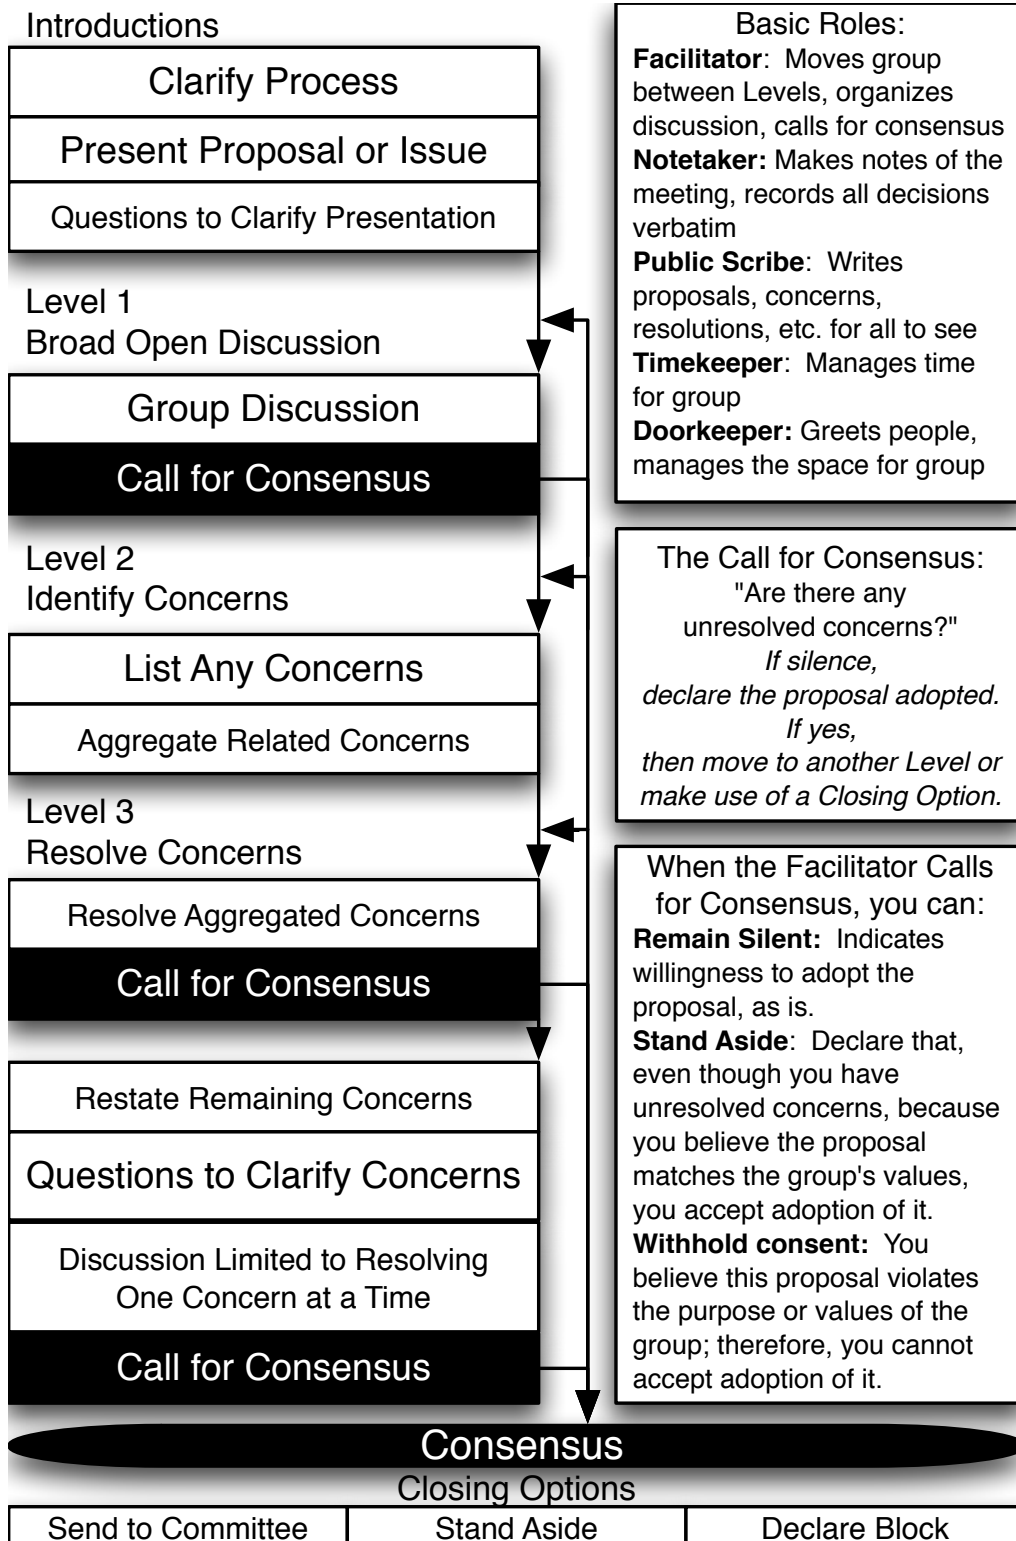 Introductions
Clarify Process
Present Proposal or Issue
Questions to Clarify Presentation
Level 1
Broad Open Discussion
Group Discussion
Call for Consensus
Level 2
Identify Concerns
List Any Concerns
Aggregate Related Concerns
Level 3
Resolve Concerns
Resolve Aggregated Concerns
Call for Consensus
Restate Remaining Concerns
Questions to Clarify Concerns
Discussion Limited to Resolving
One Concern at a Time
Call for Consensus
Basic Roles:
Facilitator:  Moves group
between Levels, organizes
discussion, calls for consensus
Notetaker: Makes notes of the
meeting, records all decisions
verbatim
Public Scribe:  Writes
proposals, concerns,
resolutions, etc. for all to see
Timekeeper:  Manages time
for group
Doorkeeper: Greets people,
manages the space for group
The Call for Consensus:
"Are there any
unresolved concerns?"
If silence,
declare the proposal adopted.
If yes,
then move to another Level or
make use of a Closing Option.
When the Facilitator Calls
for Consensus, you can:
Remain Silent:  Indicates
willingness to adopt the
proposal, as is.
Stand Aside:  Declare that,
even though you have
unresolved concerns, because
you believe the proposal
matches the group's values,
you accept adoption of it.
Withhold consent:  You
believe this proposal violates
the purpose or values of the
group; therefore, you cannot
accept adoption of it.
Consensus
Closing Options
Send to Committee
Stand Aside
Declare Block